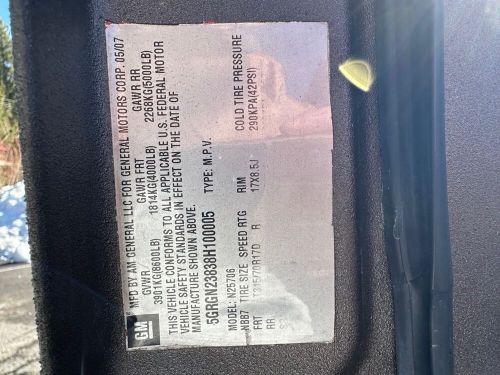 GM
MFD BY AM GENERAL LLC FOR GENERAL MOTORS CORP. 05/07
GVWR GAWR FRT GAWR RR
3901KG(8600LB) 1814KG(4000LB) 2268KG(5000LB)
THIS VEHICLE CONFORMS TO ALL APPLICABLE U.S. FEDERAL MOTOR
VEHICLE SAFETY STANDARDS IN EFFECT ON THE DATE OF
MANUFACTURE SHOWN ABOVE.
5GRGN23838H100005 TYPE: M.P.V.
MODEL: N25706
NBB7 TIRE SIZE SPEED RTG RIM COLD TIRE PRESSURE
FRT 315/70R17D R 17X8.5J 290KPA(42PSI)
RR